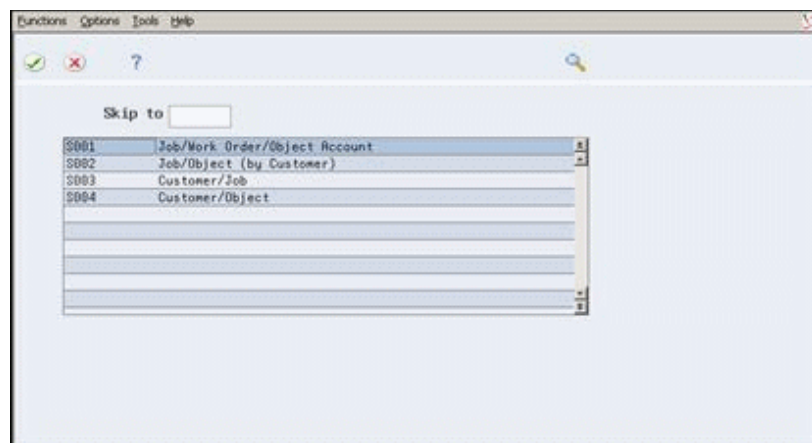 Functions Options Tools Help
?
Skip to
S001 Job/Work Order/Object Account
S002 Job/Object (by Customer)
S003 Customer/Job
S004 Customer/Object